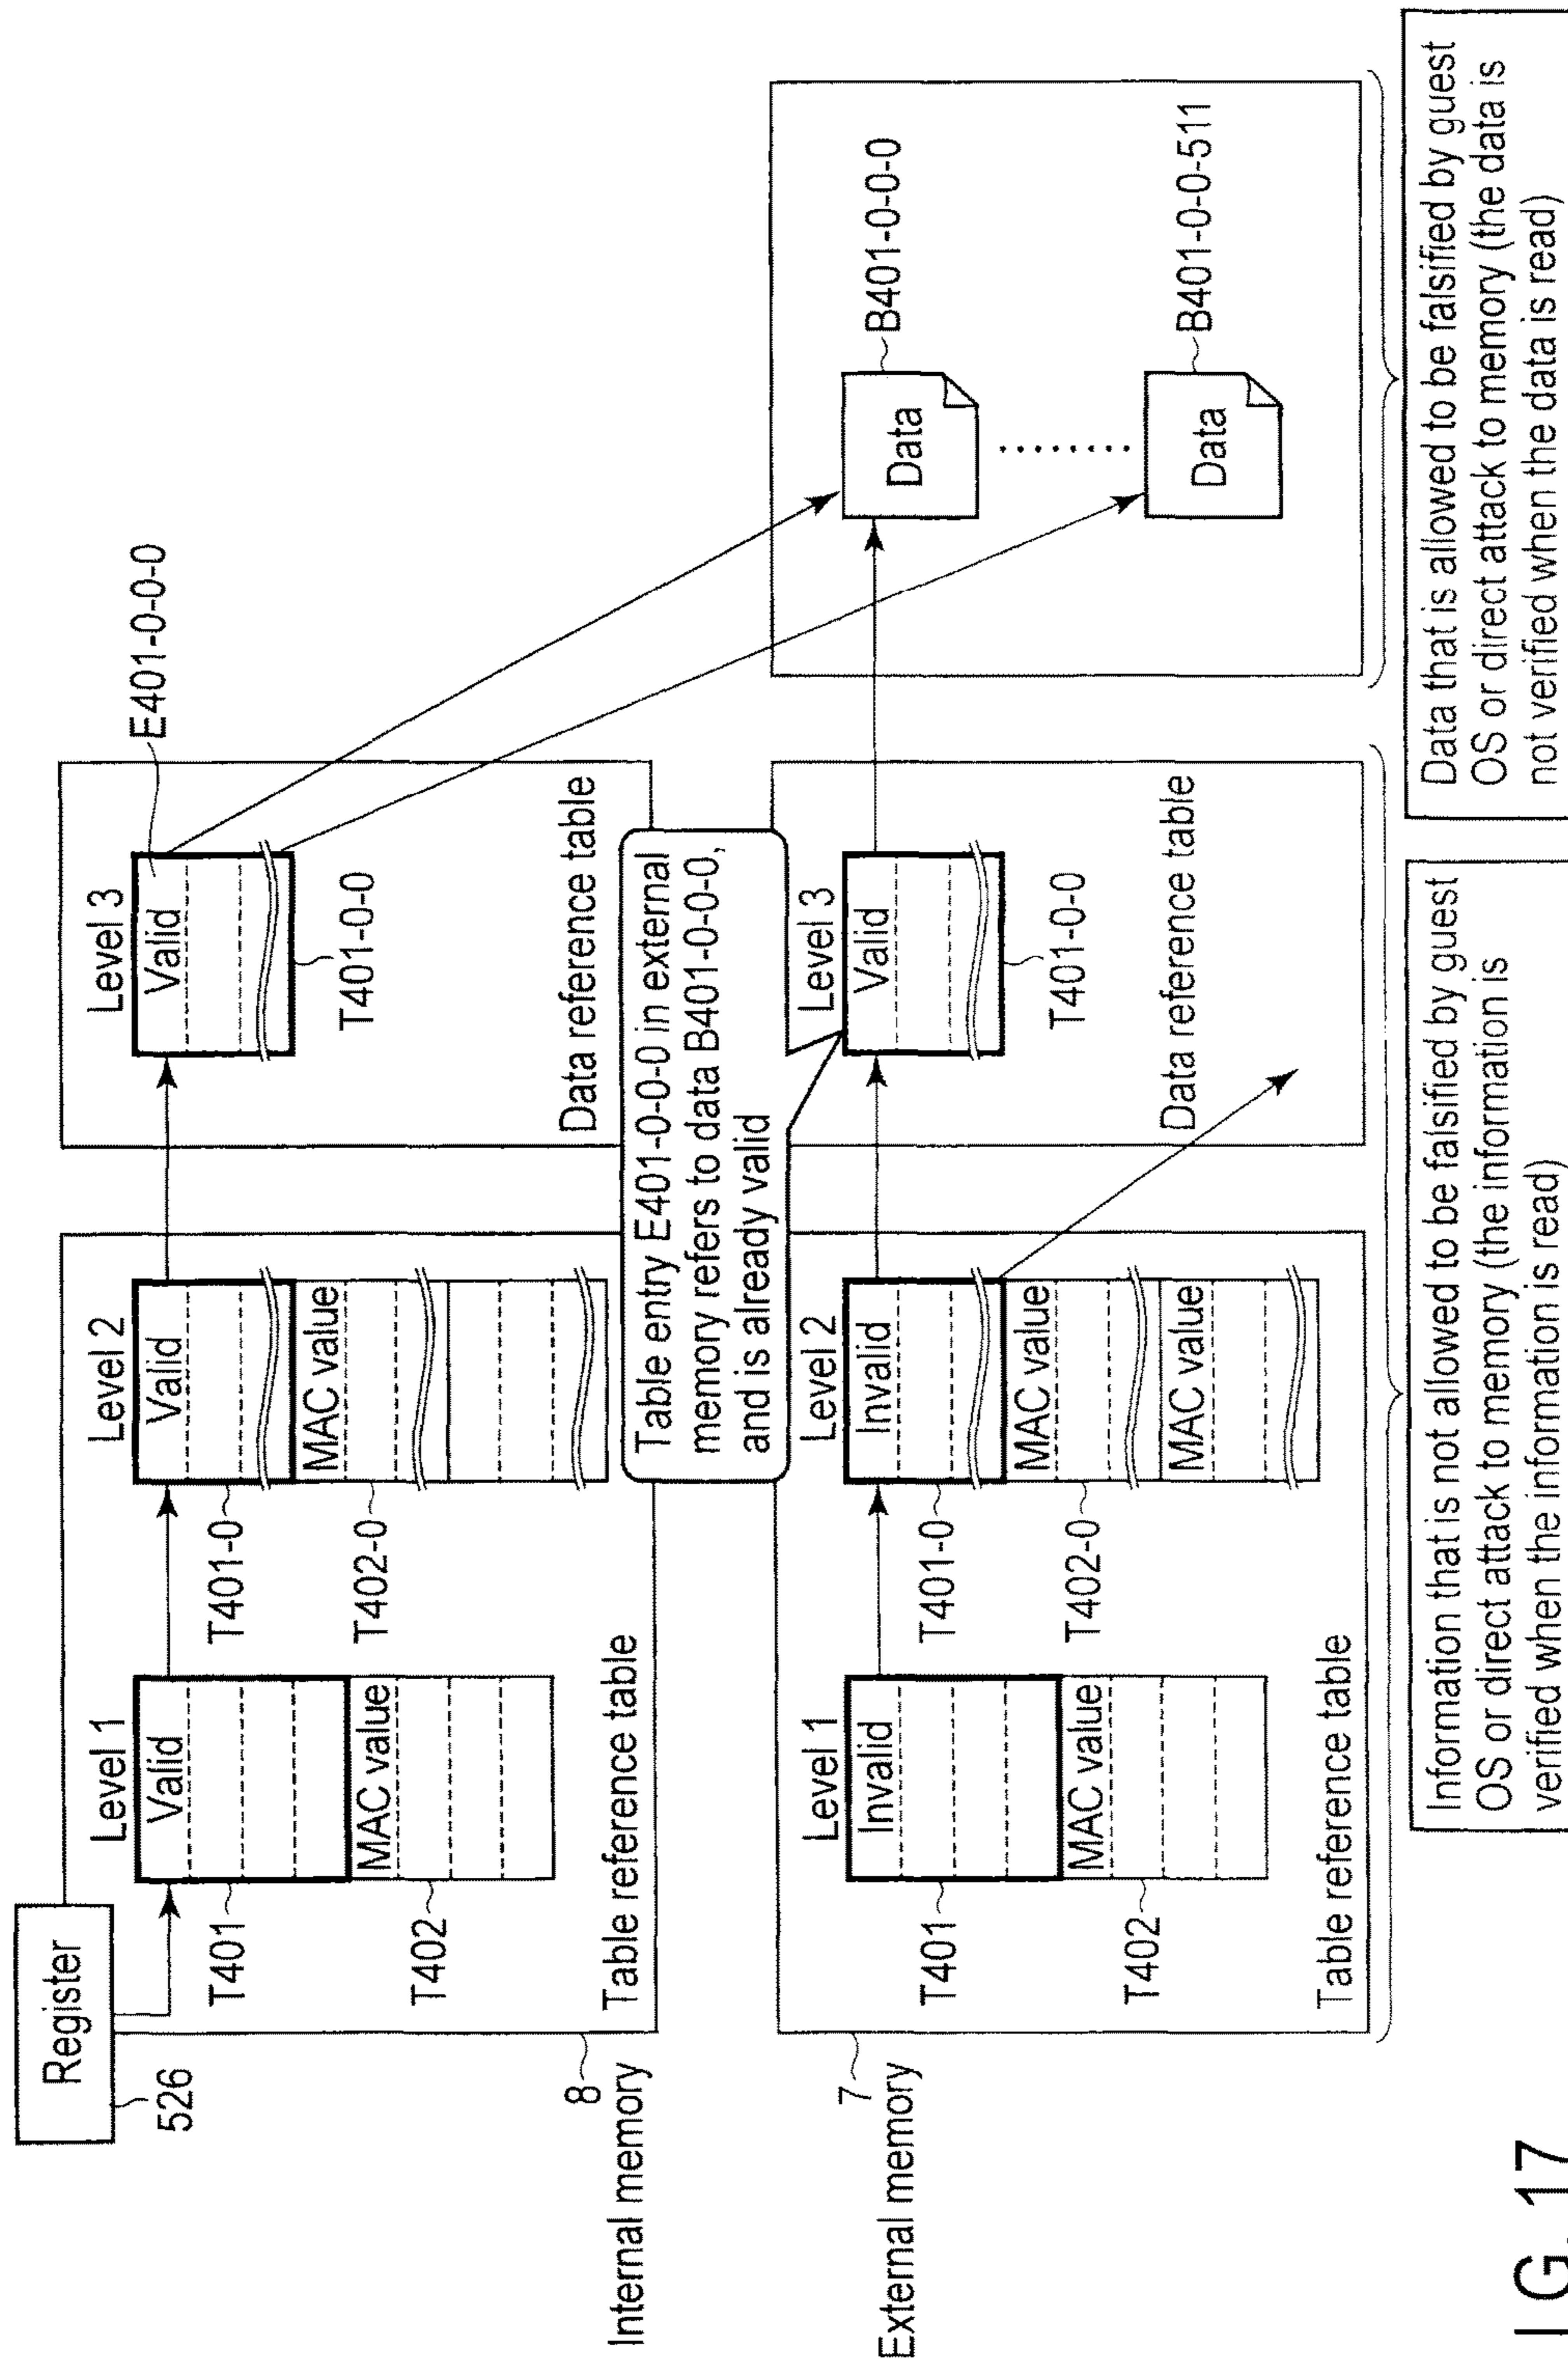 Register
526
Level 1
Valid
T401
MAC value
T402
Table reference table
8
Internal memory
Level 2
Valid
T401-0
MAC value
T402-0
Level 3
Valid
E401-0-0-0
T401-0-0
Data reference table
Table entry E401-0-0-0 in external
memory refers to data B401-0-0-0,
and is already valid
7
External memory
Level 1
Invalid
T401
MAC value
T402
Table reference table
Level 2
Invalid
T401-0
MAC value
T402-0
MAC value
Level 3
Valid
T401-0-0
Data reference table
Data
B401-0-0-0
Data
B401-0-0-511
Information that is not allowed to be falsified by guest
OS or direct attack to memory (the information is
verified when the information is read)
Data that is allowed to be falsified by guest
OS or direct attack to memory (the data is
not verified when the data is read)
I G. 17